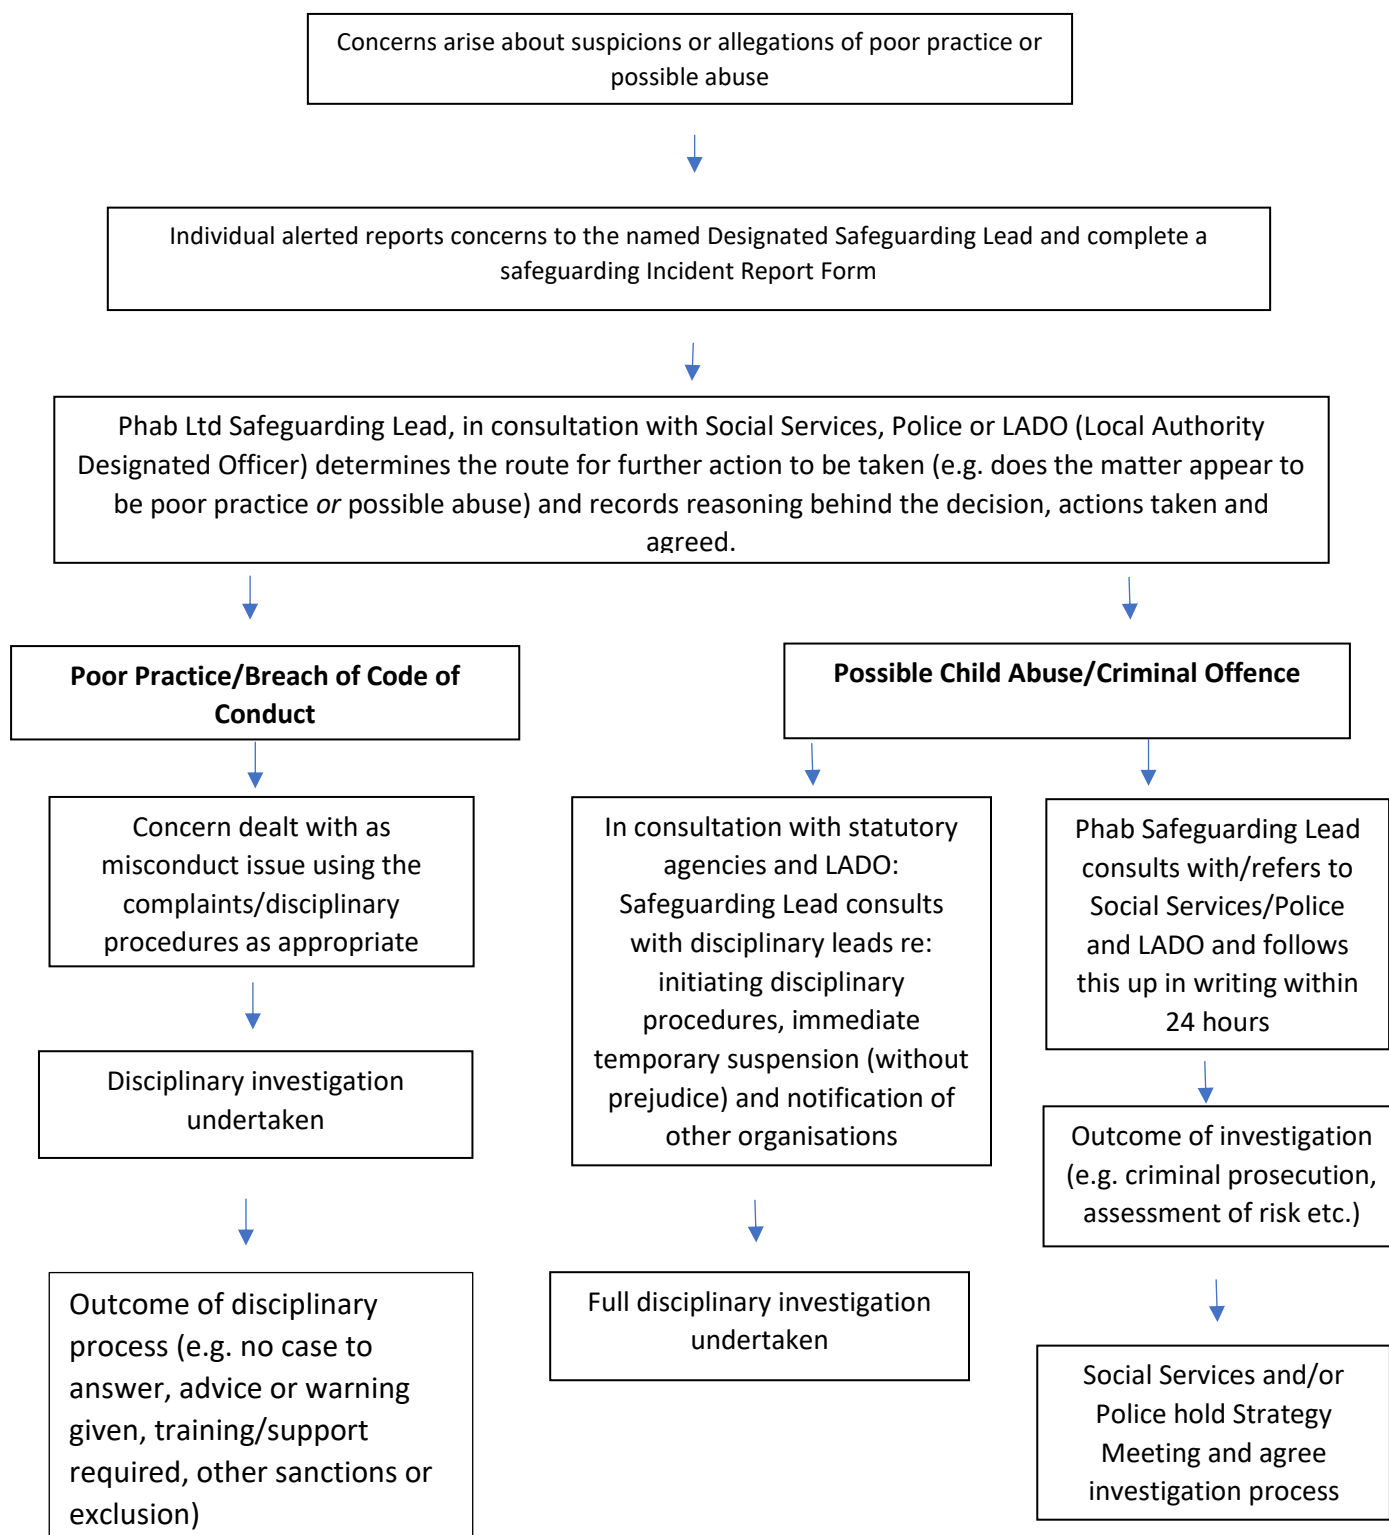 Concerns arise about suspicions or allegations of poor practice or
possible abuse
Individual alerted reports concerns to the named Designated Safeguarding Lead and complete a
safeguarding Incident Report Form
Phab Ltd Safeguarding Lead, in consultation with Social Services, Police or LADO (Local Authority
Designated Officer) determines the route for further action to be taken (e.g. does the matter appear to
be poor practice or possible abuse) and records reasoning behind the decision, actions taken and
agreed.
Poor Practice/Breach of Code of
Conduct
Possible Child Abuse/Criminal Offence
Concern dealt with as
misconduct issue using the
complaints/disciplinary
procedures as appropriate
In consultation with statutory
agencies and LADO:
Safeguarding Lead consults
with disciplinary leads re:
initiating disciplinary
procedures, immediate
temporary suspension (without
prejudice) and notification of
other organisations
Phab Safeguarding Lead
consults with/refers to
Social Services/Police
and LADO and follows
this up in writing within
24 hours
Disciplinary investigation
undertaken
Outcome of investigation
(e.g. criminal prosecution,
assessment of risk etc.)
Outcome of disciplinary
process (e.g. no case to
answer, advice or warning
given, training/support
required, other sanctions or
exclusion)
Full disciplinary investigation
undertaken
Social Services and/or
Police hold Strategy
Meeting and agree
investigation process